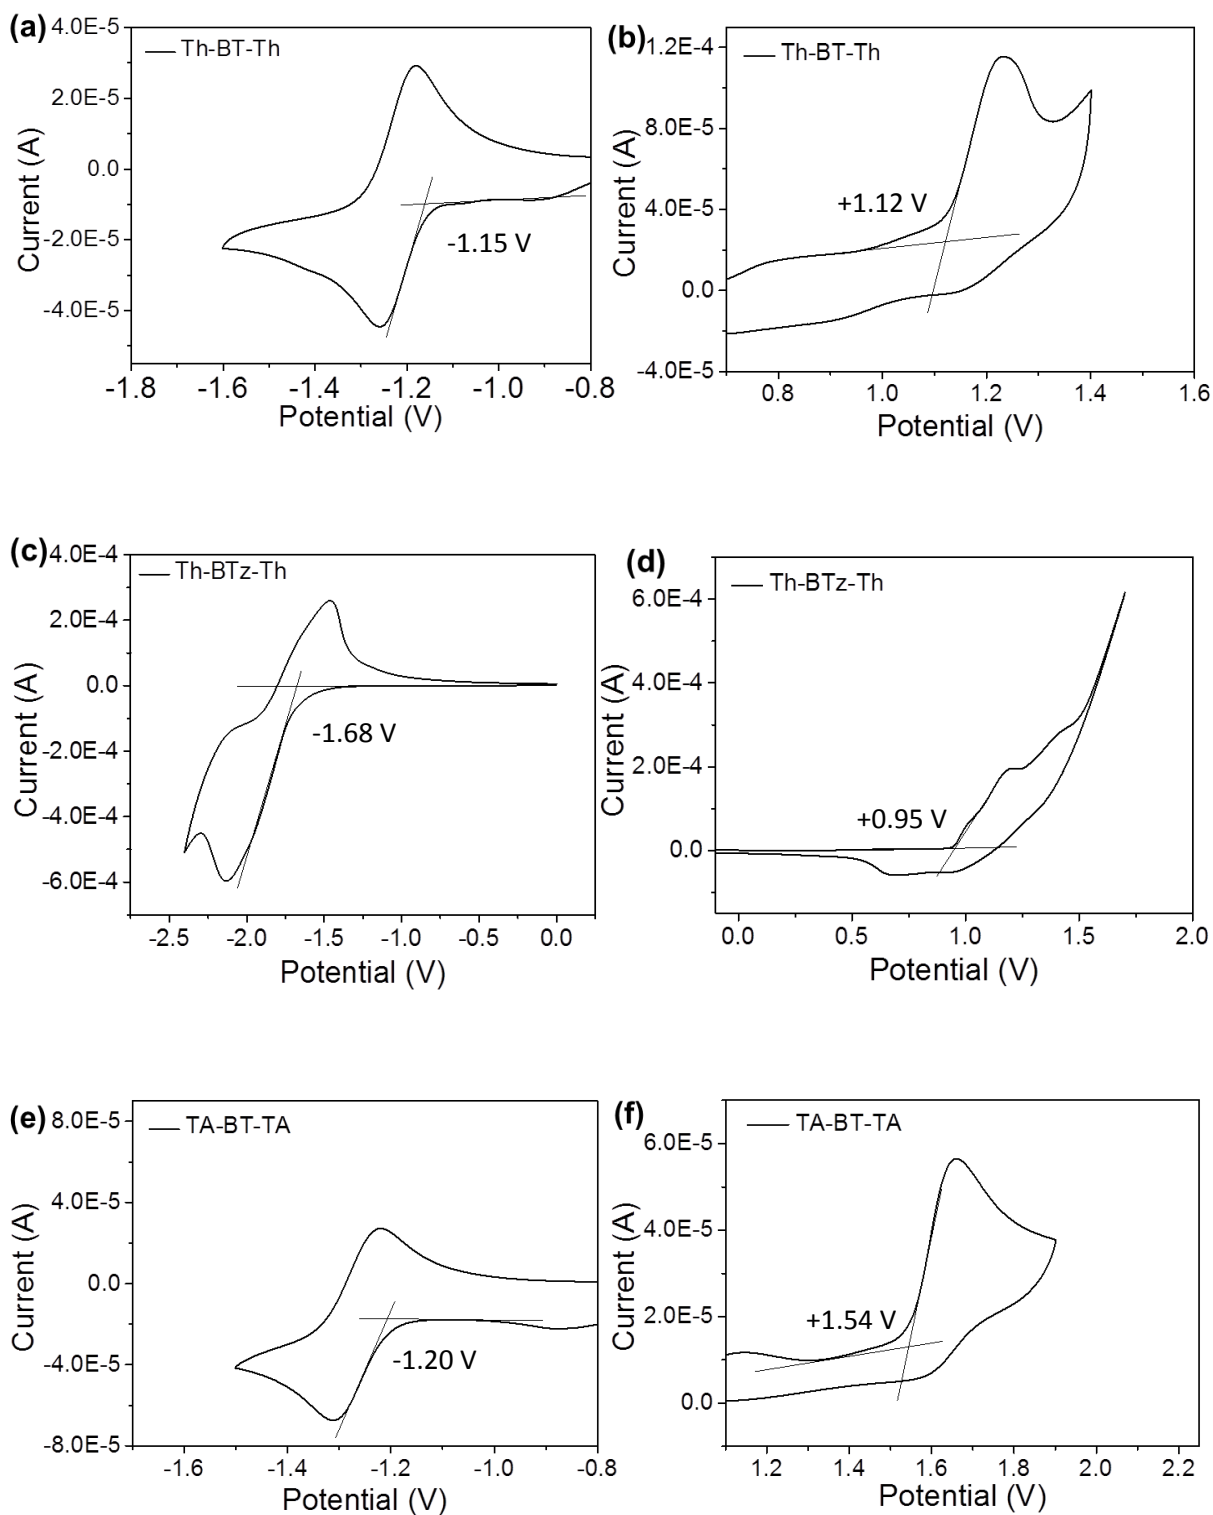 (a)
Th-BT-Th
4.0E-5
2.0E-5
0.0
-2.0E-5
-4.0E-5
Current (A)
-1.15 V
-1.8 -1.6 -1.4 -1.2 -1.0 -0.8
Potential (V)
(b)
Th-BT-Th
1.2E-4
8.0E-5
4.0E-5
0.0
-4.0E-5
Current (A)
+1.12 V
0.8 1.0 1.2 1.4 1.6
Potential (V)
(c)
Th-BTz-Th
4.0E-4
2.0E-4
0.0
-2.0E-4
-4.0E-4
-6.0E-4
Current (A)
-1.68 V
-2.5 -2.0 -1.5 -1.0 -0.5 0.0
Potential (V)
(d)
Th-BTz-Th
6.0E-4
4.0E-4
2.0E-4
0.0
Current (A)
+0.95 V
0.0 0.5 1.0 1.5 2.0
Potential (V)
(e)
TA-BT-TA
8.0E-5
4.0E-5
0.0
-4.0E-5
-8.0E-5
Current (A)
-1.20 V
-1.6 -1.4 -1.2 -1.0 -0.8
Potential (V)
(f)
TA-BT-TA
6.0E-5
4.0E-5
2.0E-5
0.0
Current (A)
+1.54 V
1.2 1.4 1.6 1.8 2.0 2.2
Potential (V)